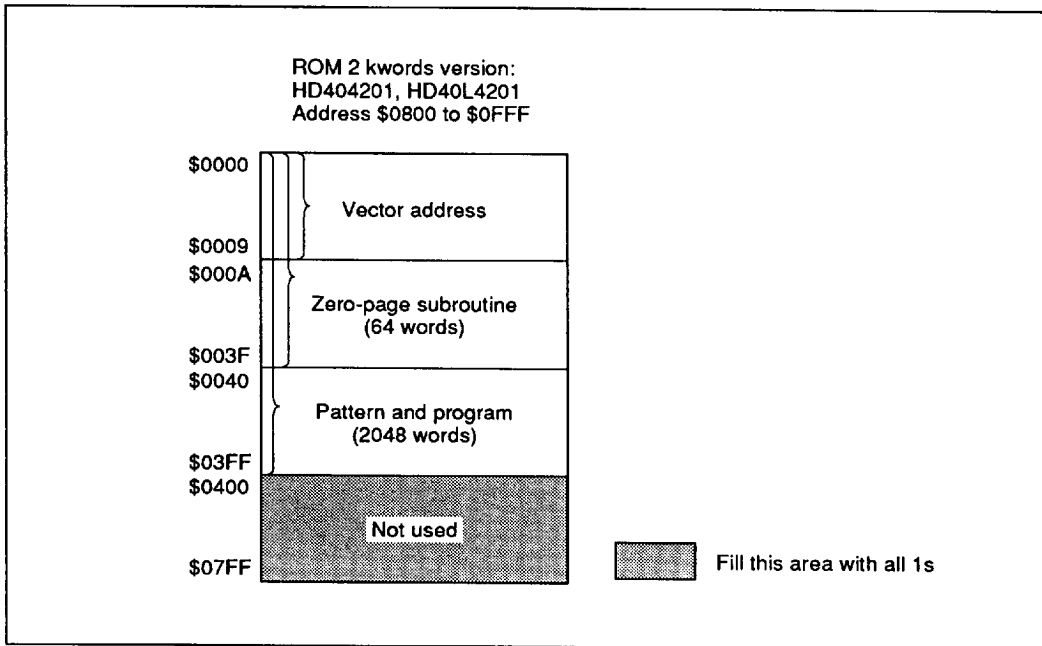 ROM 2 kwords version:
HD404201, HD40L4201
Address $0800 to $0FFF
$0000
Vector address
$0009
$000A
Zero-page subroutine
(64 words)
$003F
$0040
Pattern and program
(2048 words)
$03FF
$0400
Not used
$07FF
Fill this area with all 1s